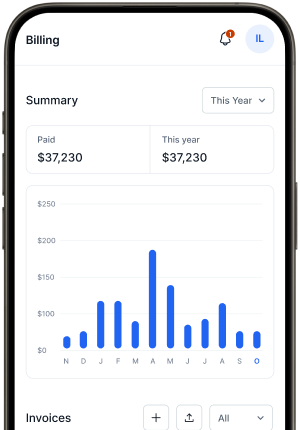 Billing
1
IL
Summary
This Year
Paid
This year
$37,230
$37,230
$250
$200
$150
$100
$0
N D J F M A M J J A S O
Invoices
All